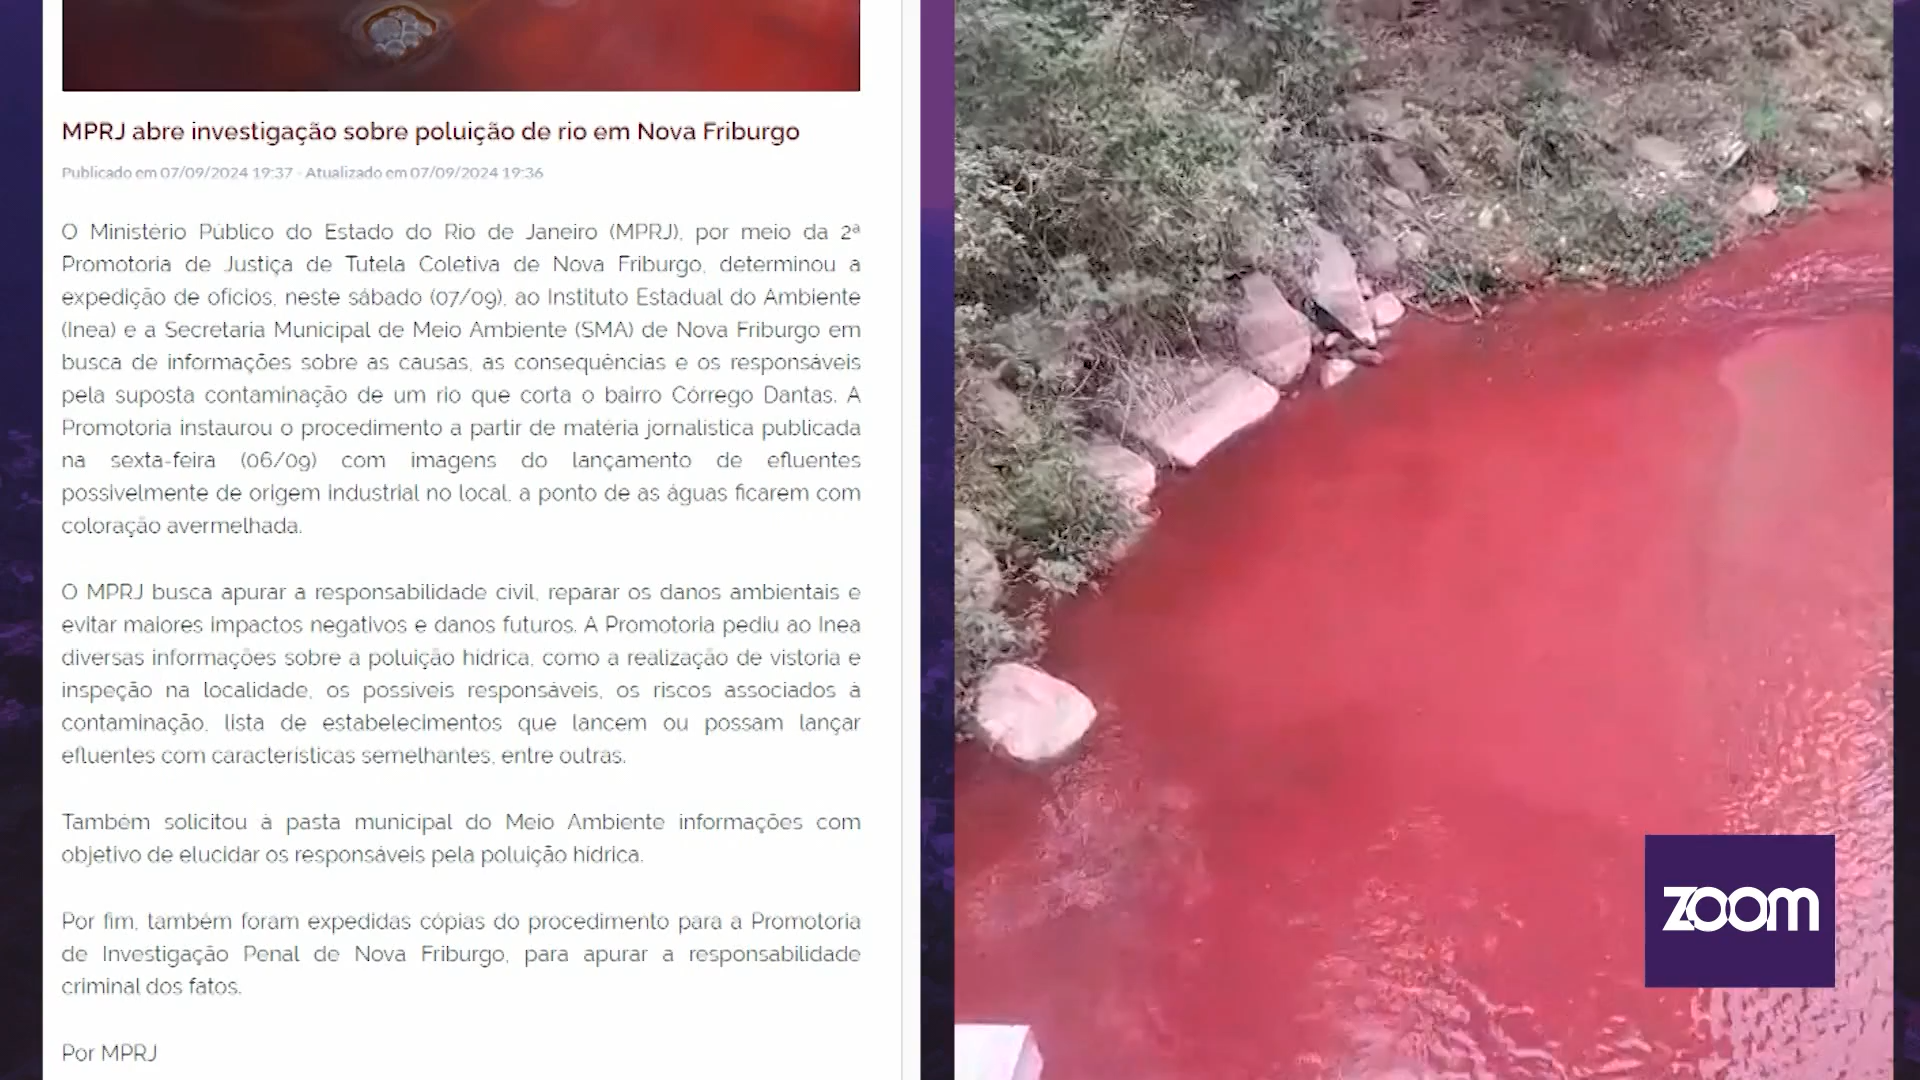 MPRJ abre investigação sobre poluição de rio em Nova Friburgo
Publicado em 07/09/2024 19:37 - Atualizado em 07/09/2024 19:36
O Ministério Público do Estado do Rio de Janeiro (MPRJ), por meio da 2ª
Promotoria de Justiça de Tutela Coletiva de Nova Friburgo, determinou a
expedição de ofícios, neste sábado (07/09), ao Instituto Estadual do Ambiente
(Inea) e a Secretaria Municipal de Meio Ambiente (SMA) de Nova Friburgo em
busca de informações sobre as causas, as consequências e os responsáveis
pela suposta contaminação de um rio que corta o bairro Córrego Dantas. A
Promotoria instaurou o procedimento a partir de matéria jornalística publicada
na sexta-feira (06/09) com imagens do lançamento de efluentes
possivelmente de origem industrial no local, a ponto de as águas ficarem com
coloração avermelhada.
O MPRJ busca apurar a responsabilidade civil, reparar os danos ambientais e
evitar maiores impactos negativos e danos futuros. A Promotoria pediu ao Inea
diversas informações sobre a poluição hídrica, como a realização de vistoria e
inspeção na localidade, os possíveis responsáveis, os riscos associados à
contaminação, lista de estabelecimentos que lancem ou possam lançar
efluentes com características semelhantes, entre outras.
Também solicitou à pasta municipal do Meio Ambiente informações com
objetivo de elucidar os responsáveis pela poluição hídrica.
Por fim, também foram expedidas cópias do procedimento para a Promotoria
de Investigação Penal de Nova Friburgo, para apurar a responsabilidade
criminal dos fatos.
Por MPRJ
zoom